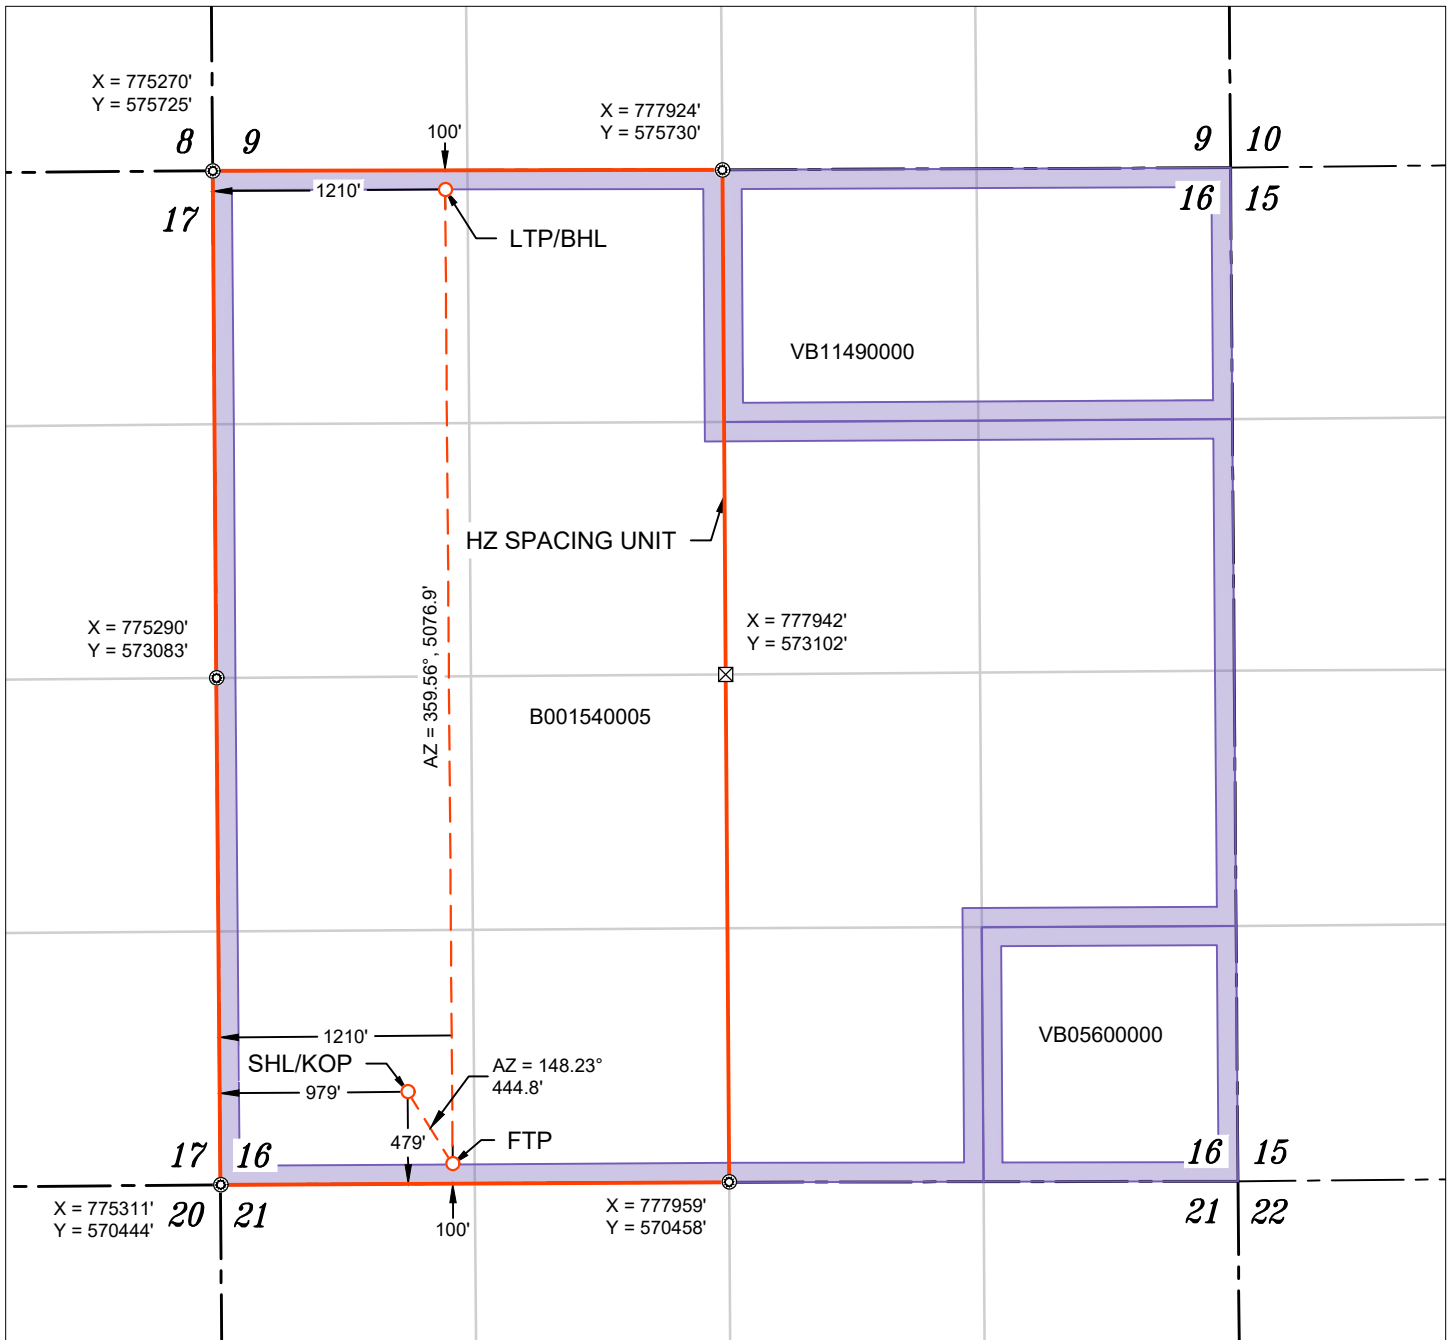 X = 775270'
Y = 575725'
X = 777924'
Y = 575730'
100'
8 9
9 10
17
1210'
16 15
LTP/BHL
VB11490000
HZ SPACING UNIT
AZ = 359.56°, 5076.9'
X = 775290'
Y = 573083'
X = 777942'
Y = 573102'
B001540005
1210'
VB05600000
SHL/KOP
AZ = 148.23°
444.8'
979'
479'
FTP
17 16
16 15
X = 775311'
Y = 570444'
20 21
100'
X = 777959'
Y = 570458'
21 22